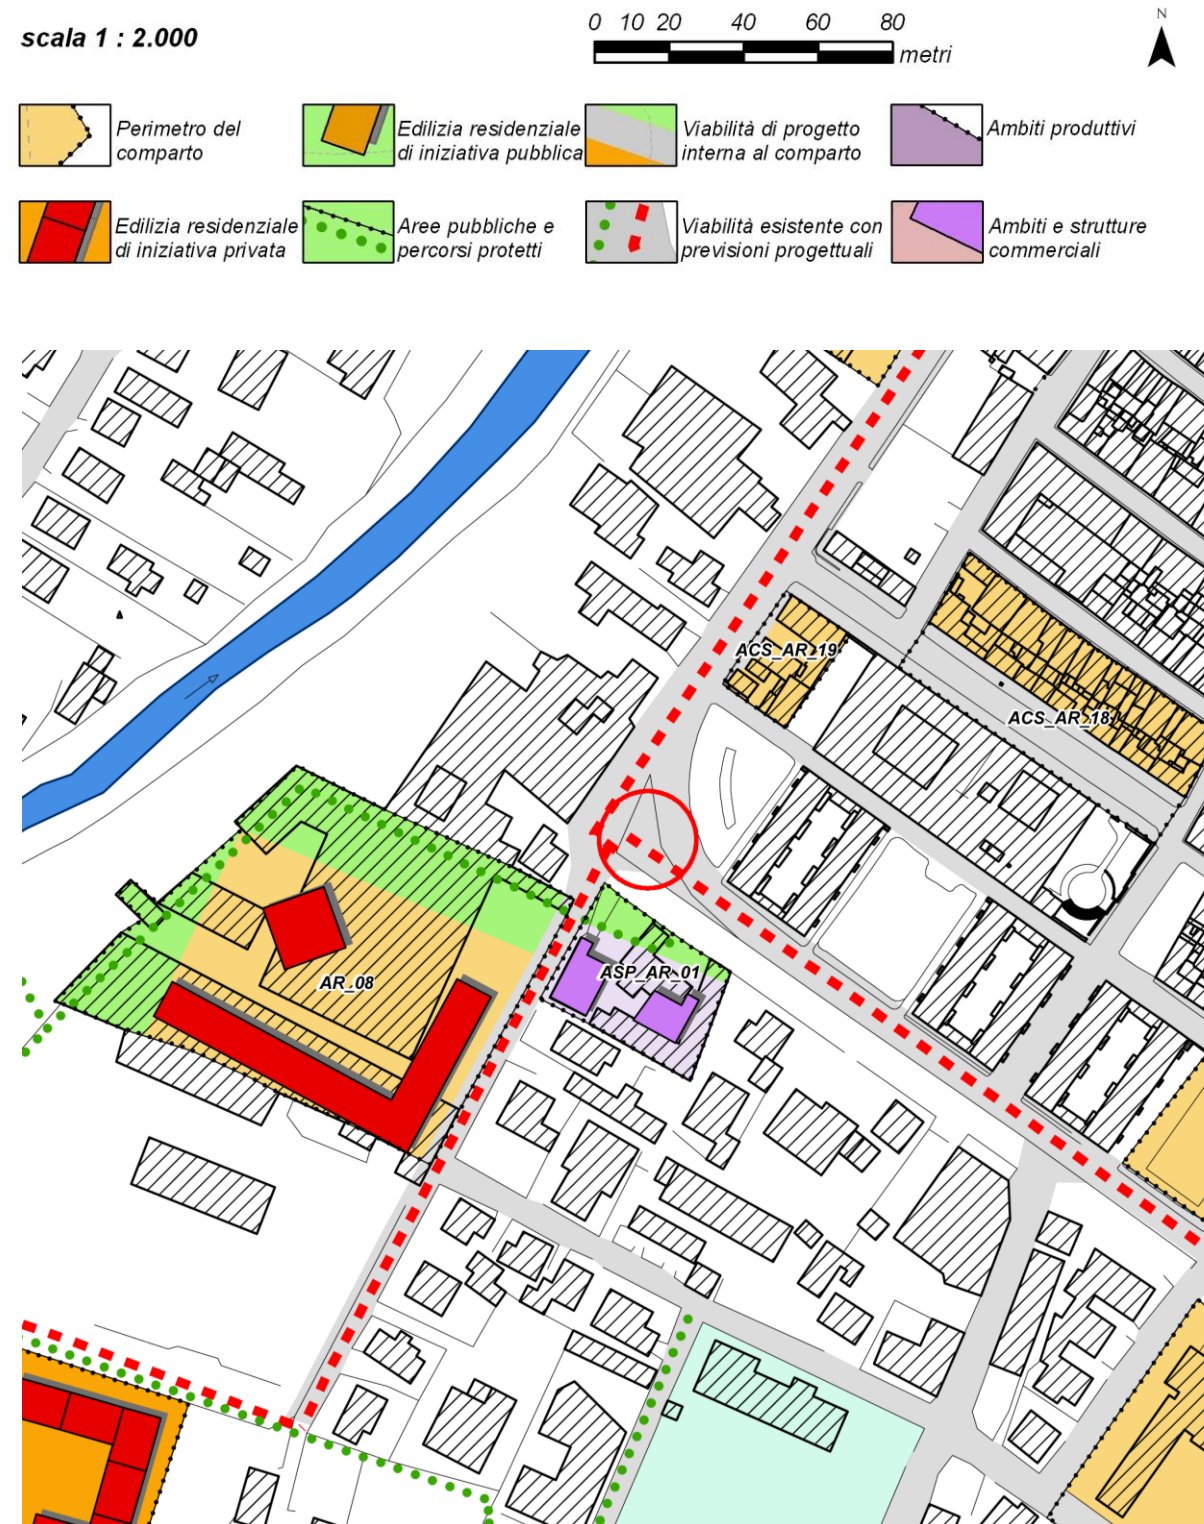 scala 1 : 2.000
0 10 20 40 60 80
metri
N
Perimetro del
comparto
Edilizia residenziale
di iniziativa pubblica
Viabilità di progetto
interna al comparto
Ambiti produttivi
Edilizia residenziale
di iniziativa privata
Aree pubbliche e
percorsi protetti
Viabilità esistente con
previsioni progettuali
Ambiti e strutture
commerciali
ACS_AR_19
ACS_AR_18
ASP_AR_01
AR_08